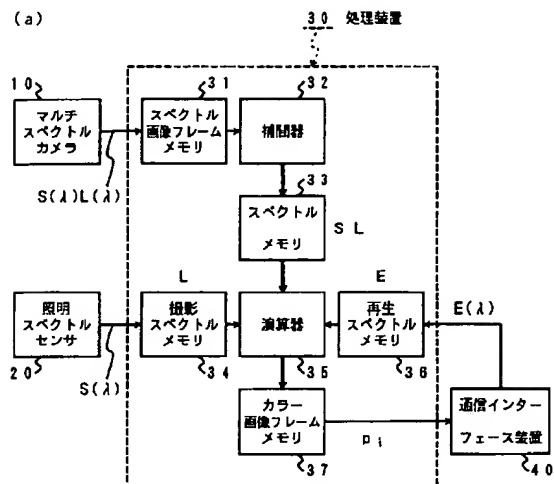 (a)
30 処理装置
10
マルチ
スペクトル
カメラ
S(λ)L(λ)
31
スペクトル
画像フレーム
メモリ
32
補間器
33
スペクトル
メモリ
SL
照明
スペクトル
センサ
20
S(λ)
L
撮影
スペクトル
メモリ
34
演算器
35
E
再生
スペクトル
メモリ
36
E(λ)
カラー
画像フレーム
メモリ
37
pi
通信インター
フェース装置
40